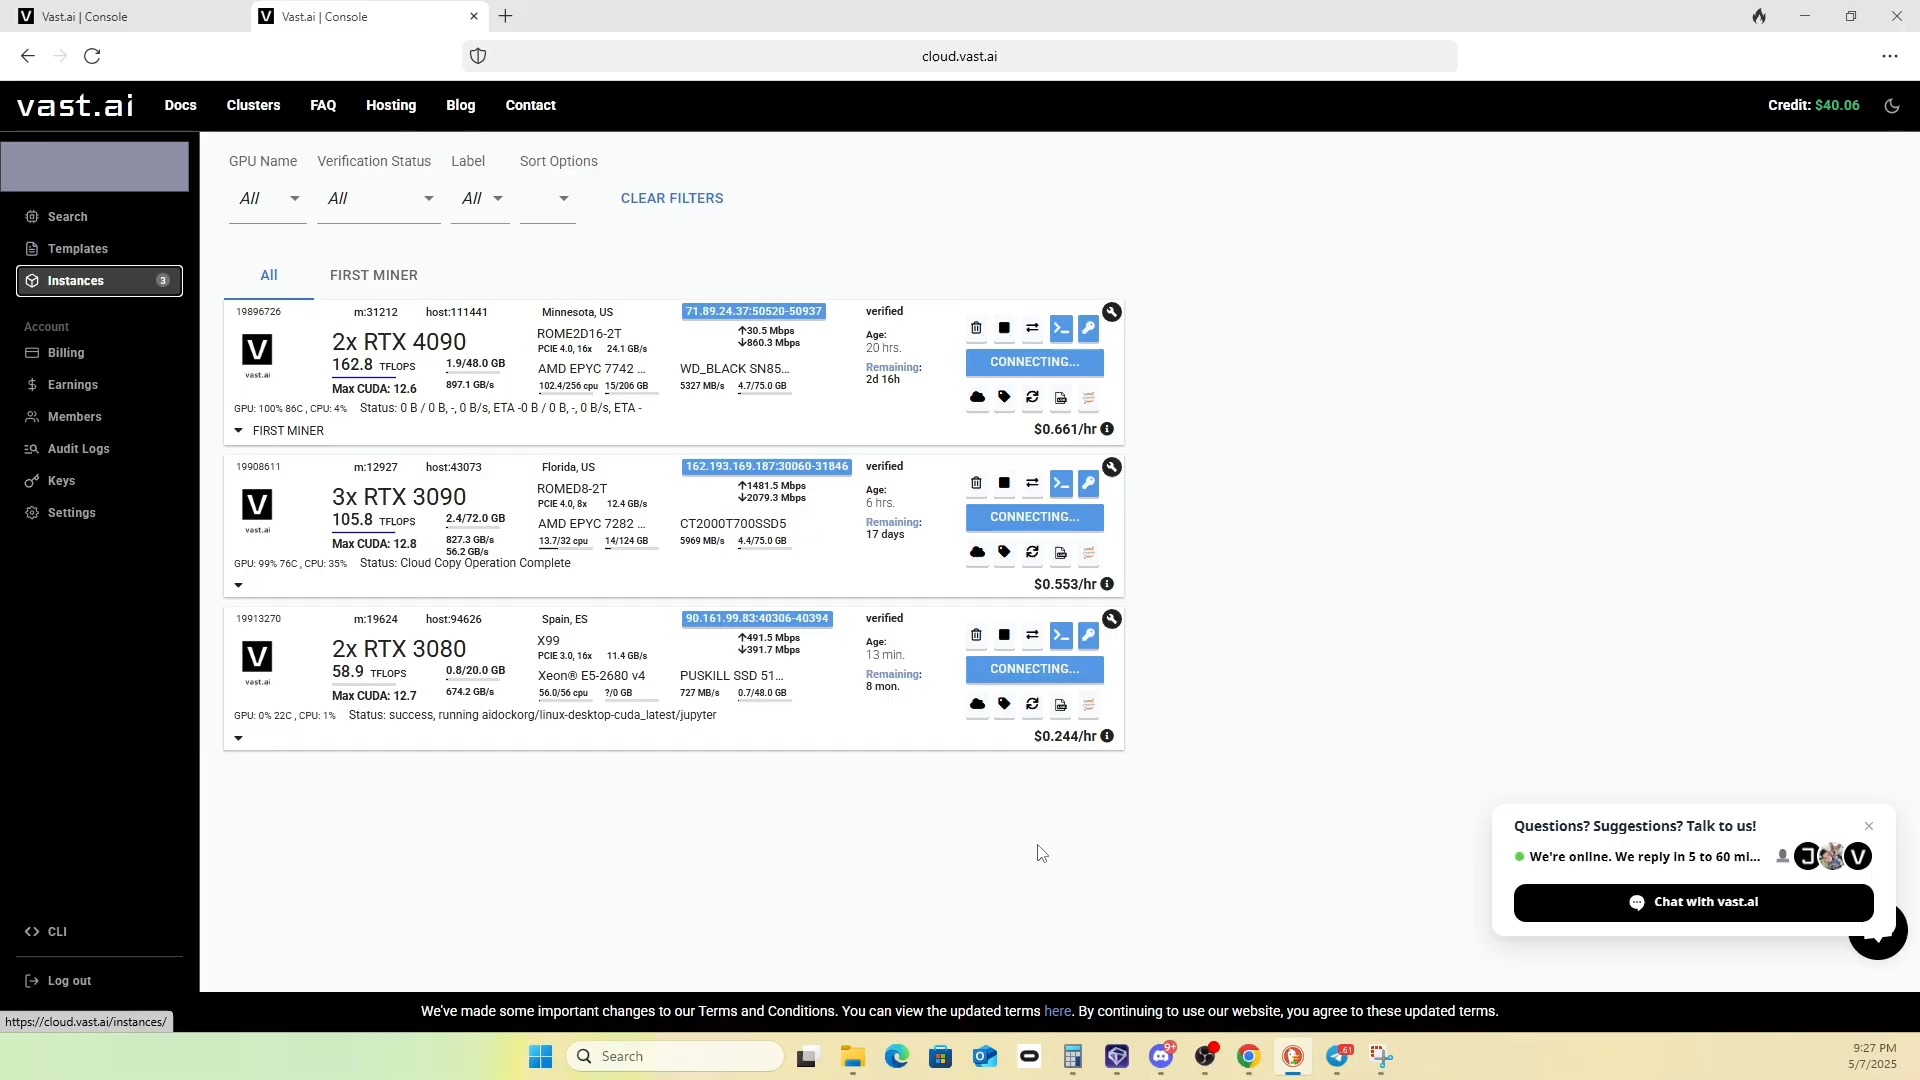 Vast.ai | Console
Vast.ai | Console
cloud.vast.ai
vast.ai Docs Clusters FAQ Hosting Blog Contact Credit: $40.06
Search
Templates
Instances 3
Account
Billing
Earnings
Members
Audit Logs
Keys
Settings
CLI
Log out
https://cloud.vast.ai/instances/
GPU Name Verification Status Label Sort Options
All All All CLEAR FILTERS
All FIRST MINER
19896726 m:31212 host:111441 Minnesota, US 71.89.24.37:50520-50937 verified
vast.ai
2x RTX 4090
162.8 TFLOPS
Max CUDA: 12.6
1.9/48.0 GB
897.1 GB/s
ROME2D16-2T
PCIE 4.0, 16x 24.1 GB/s
AMD EPYC 7742 ...
102.4/256 cpu 15/206 GB
↑30.5 Mbps
↓860.3 Mbps
WD_BLACK SN85...
5327 MB/s 4.7/75.0 GB
Age:
20 hrs.
Remaining:
2d 16h
CONNECTING...
GPU: 100% 86C , CPU: 4% Status: 0 B / 0 B, -, 0 B/s, ETA -0 B / 0 B, -, 0 B/s, ETA -
FIRST MINER $0.661/hr
19908611 m:12927 host:43073 Florida, US 162.193.169.187:30060-31846 verified
vast.ai
3x RTX 3090
105.8 TFLOPS
Max CUDA: 12.8
2.4/72.0 GB
827.3 GB/s
56.2 GB/s
ROMED8-2T
PCIE 4.0, 8x 12.4 GB/s
AMD EPYC 7282 ...
13.7/32 cpu 14/124 GB
↑1481.5 Mbps
↓2079.3 Mbps
CT2000T700SSD5
5969 MB/s 4.4/75.0 GB
Age:
6 hrs.
Remaining:
17 days
CONNECTING...
GPU: 99% 76C , CPU: 35% Status: Cloud Copy Operation Complete
$0.553/hr
19913270 m:19624 host:94626 Spain, ES 90.161.99.83:40306-40394 verified
vast.ai
2x RTX 3080
58.9 TFLOPS
Max CUDA: 12.7
0.8/20.0 GB
674.2 GB/s
X99
PCIE 3.0, 16x 11.4 GB/s
Xeon® E5-2680 v4
56.0/56 cpu ?/0 GB
↑491.5 Mbps
↓391.7 Mbps
PUSKILL SSD 51...
727 MB/s 0.7/48.0 GB
Age:
13 min.
Remaining:
8 mon.
CONNECTING...
GPU: 0% 22C , CPU: 1% Status: success, running aidockorg/linux-desktop-cuda_latest/jupyter
$0.244/hr
Questions? Suggestions? Talk to us!
We're online. We reply in 5 to 60 mi...
Chat with vast.ai
We've made some important changes to our Terms and Conditions. You can view the updated terms here. By continuing to use our website, you agree to these updated terms.
Search
9+
61
9:27 PM
5/7/2025